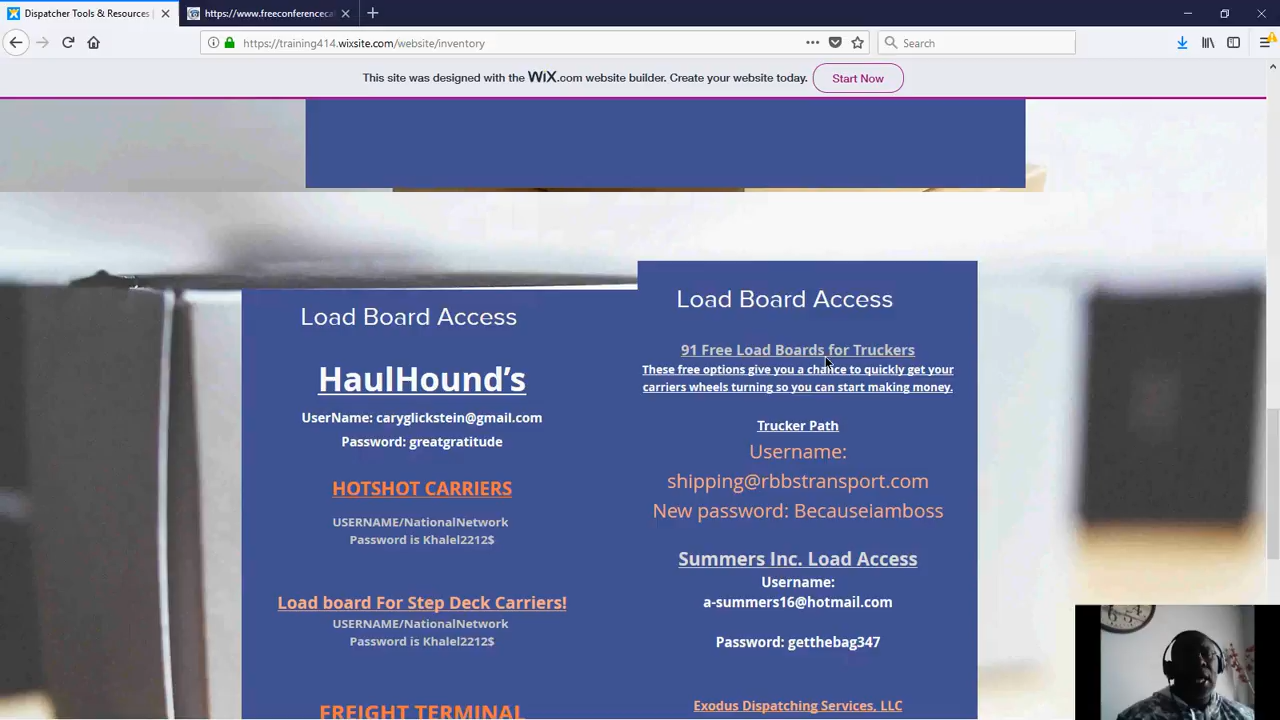 Dispatcher Tools & Resources
https://www.freeconferenceca
https://training414.wixsite.com/website/inventory
Search
This site was designed with the WiX.com website builder. Create your website today.
Start Now
Load Board Access
HaulHound's
UserName: caryglickstein@gmail.com
Password: greatgratitude
HOTSHOT CARRIERS
USERNAME/NationalNetwork
Password is Khalel2212$
Load board For Step Deck Carriers!
USERNAME/NationalNetwork
Password is Khalel2212$
FREIGHT TERMINAL
Load Board Access
91 Free Load Boards for Truckers
These free options give you a chance to quickly get your
carriers wheels turning so you can start making money.
Trucker Path
Username:
shipping@rbbstransport.com
New password: Becauseiamboss
Summers Inc. Load Access
Username:
a-summers16@hotmail.com
Password: getthebag347
Exodus Dispatching Services, LLC